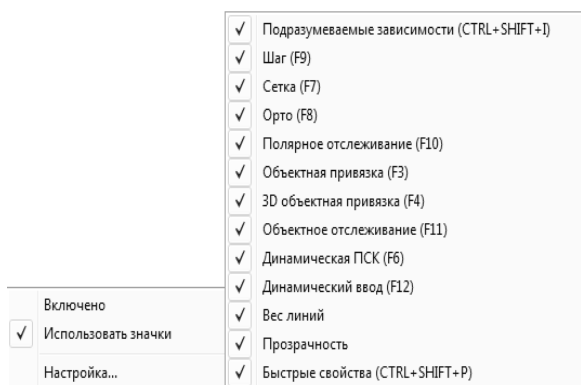 Подразумеваемые зависимости (CTRL+SHIFT+I)
Шаг (F9)
Сетка (F7)
Орто (F8)
Полярное отслеживание (F10)
Объектная привязка (F3)
3D объектная привязка (F4)
Объектное отслеживание (F11)
Динамическая ПСК (F6)
Динамический ввод (F12)
Вес линий
Прозрачность
Быстрые свойства (CTRL+SHIFT+P)
Включено
Использовать значки
Настройка...